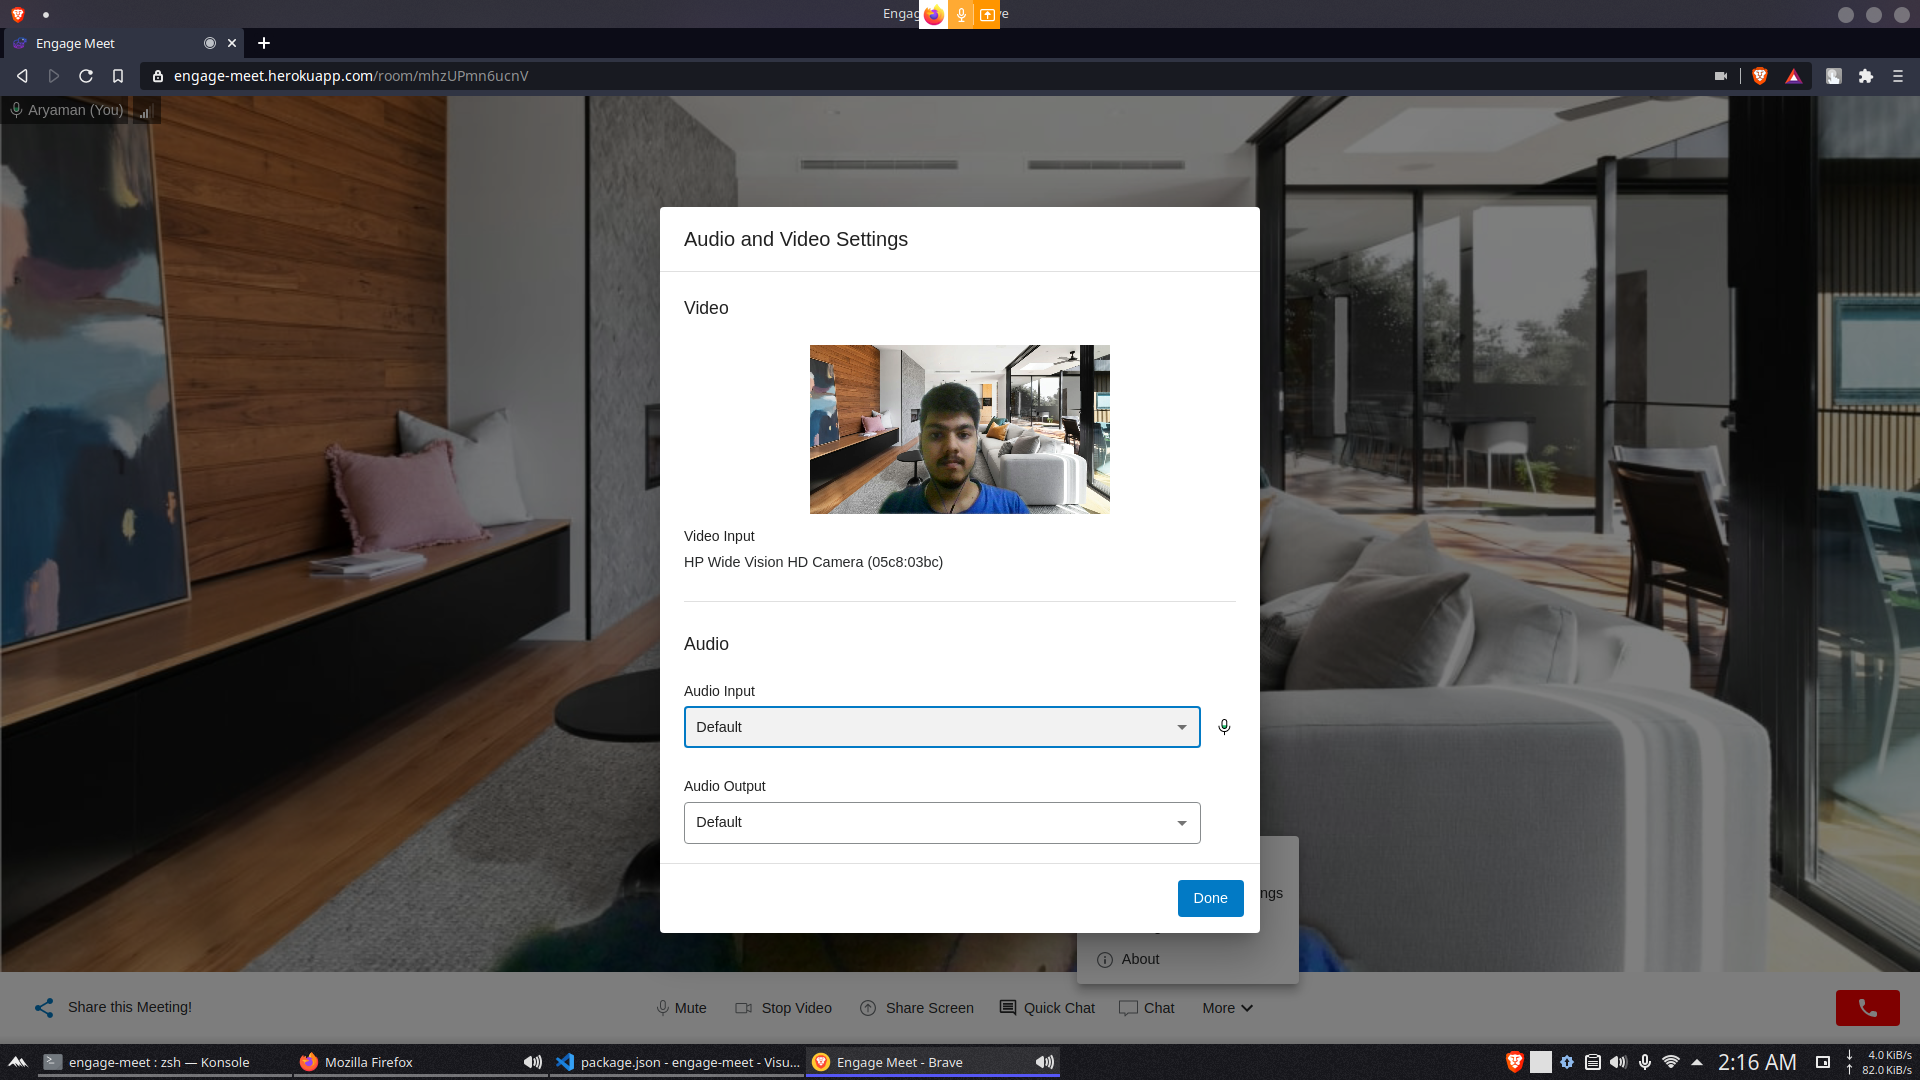 Engag
ve
Engage Meet
engage-meet.herokuapp.com/room/mhzUPmn6ucnV
Aryaman (You)
Audio and Video Settings
Video
Video Input
HP Wide Vision HD Camera (05c8:03bc)
Audio
Audio Input
Default
Audio Output
Default
Done
ngs
About
Share this Meeting!
Mute
Stop Video
Share Screen
Quick Chat
Chat
More
engage-meet : zsh — Konsole
Mozilla Firefox
package.json - engage-meet - Visu...
Engage Meet - Brave
2:16 AM
4.0 KiB/s
82.0 KiB/s